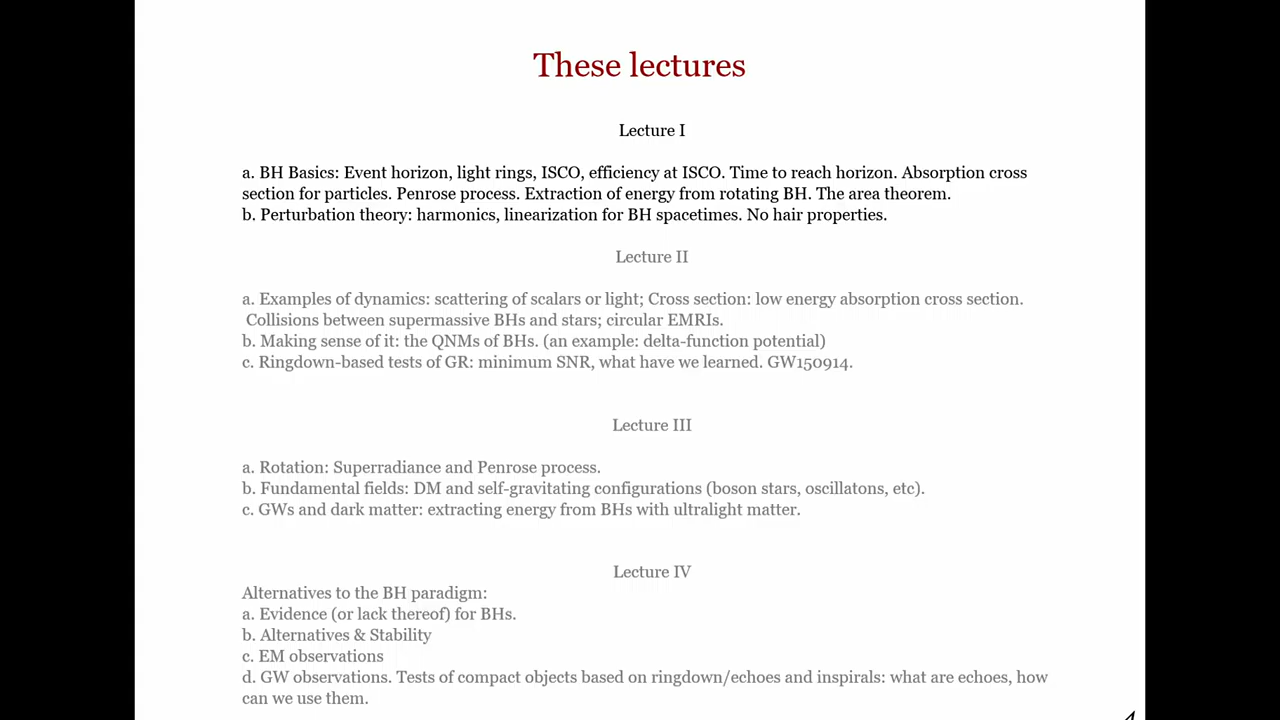 These lectures
Lecture I
a. BH Basics: Event horizon, light rings, ISCO, efficiency at ISCO. Time to reach horizon. Absorption cross
section for particles. Penrose process. Extraction of energy from rotating BH. The area theorem.
b. Perturbation theory: harmonics, linearization for BH spacetimes. No hair properties.
Lecture II
a. Examples of dynamics: scattering of scalars or light; Cross section: low energy absorption cross section.
Collisions between supermassive BHs and stars; circular EMRIs.
b. Making sense of it: the QNMs of BHs. (an example: delta-function potential)
c. Ringdown-based tests of GR: minimum SNR, what have we learned. GW150914.
Lecture III
a. Rotation: Superradiance and Penrose process.
b. Fundamental fields: DM and self-gravitating configurations (boson stars, oscillatons, etc).
c. GWs and dark matter: extracting energy from BHs with ultralight matter.
Lecture IV
Alternatives to the BH paradigm:
a. Evidence (or lack thereof) for BHs.
b. Alternatives & Stability
c. EM observations
d. GW observations. Tests of compact objects based on ringdown/echoes and inspirals: what are echoes, how
can we use them.